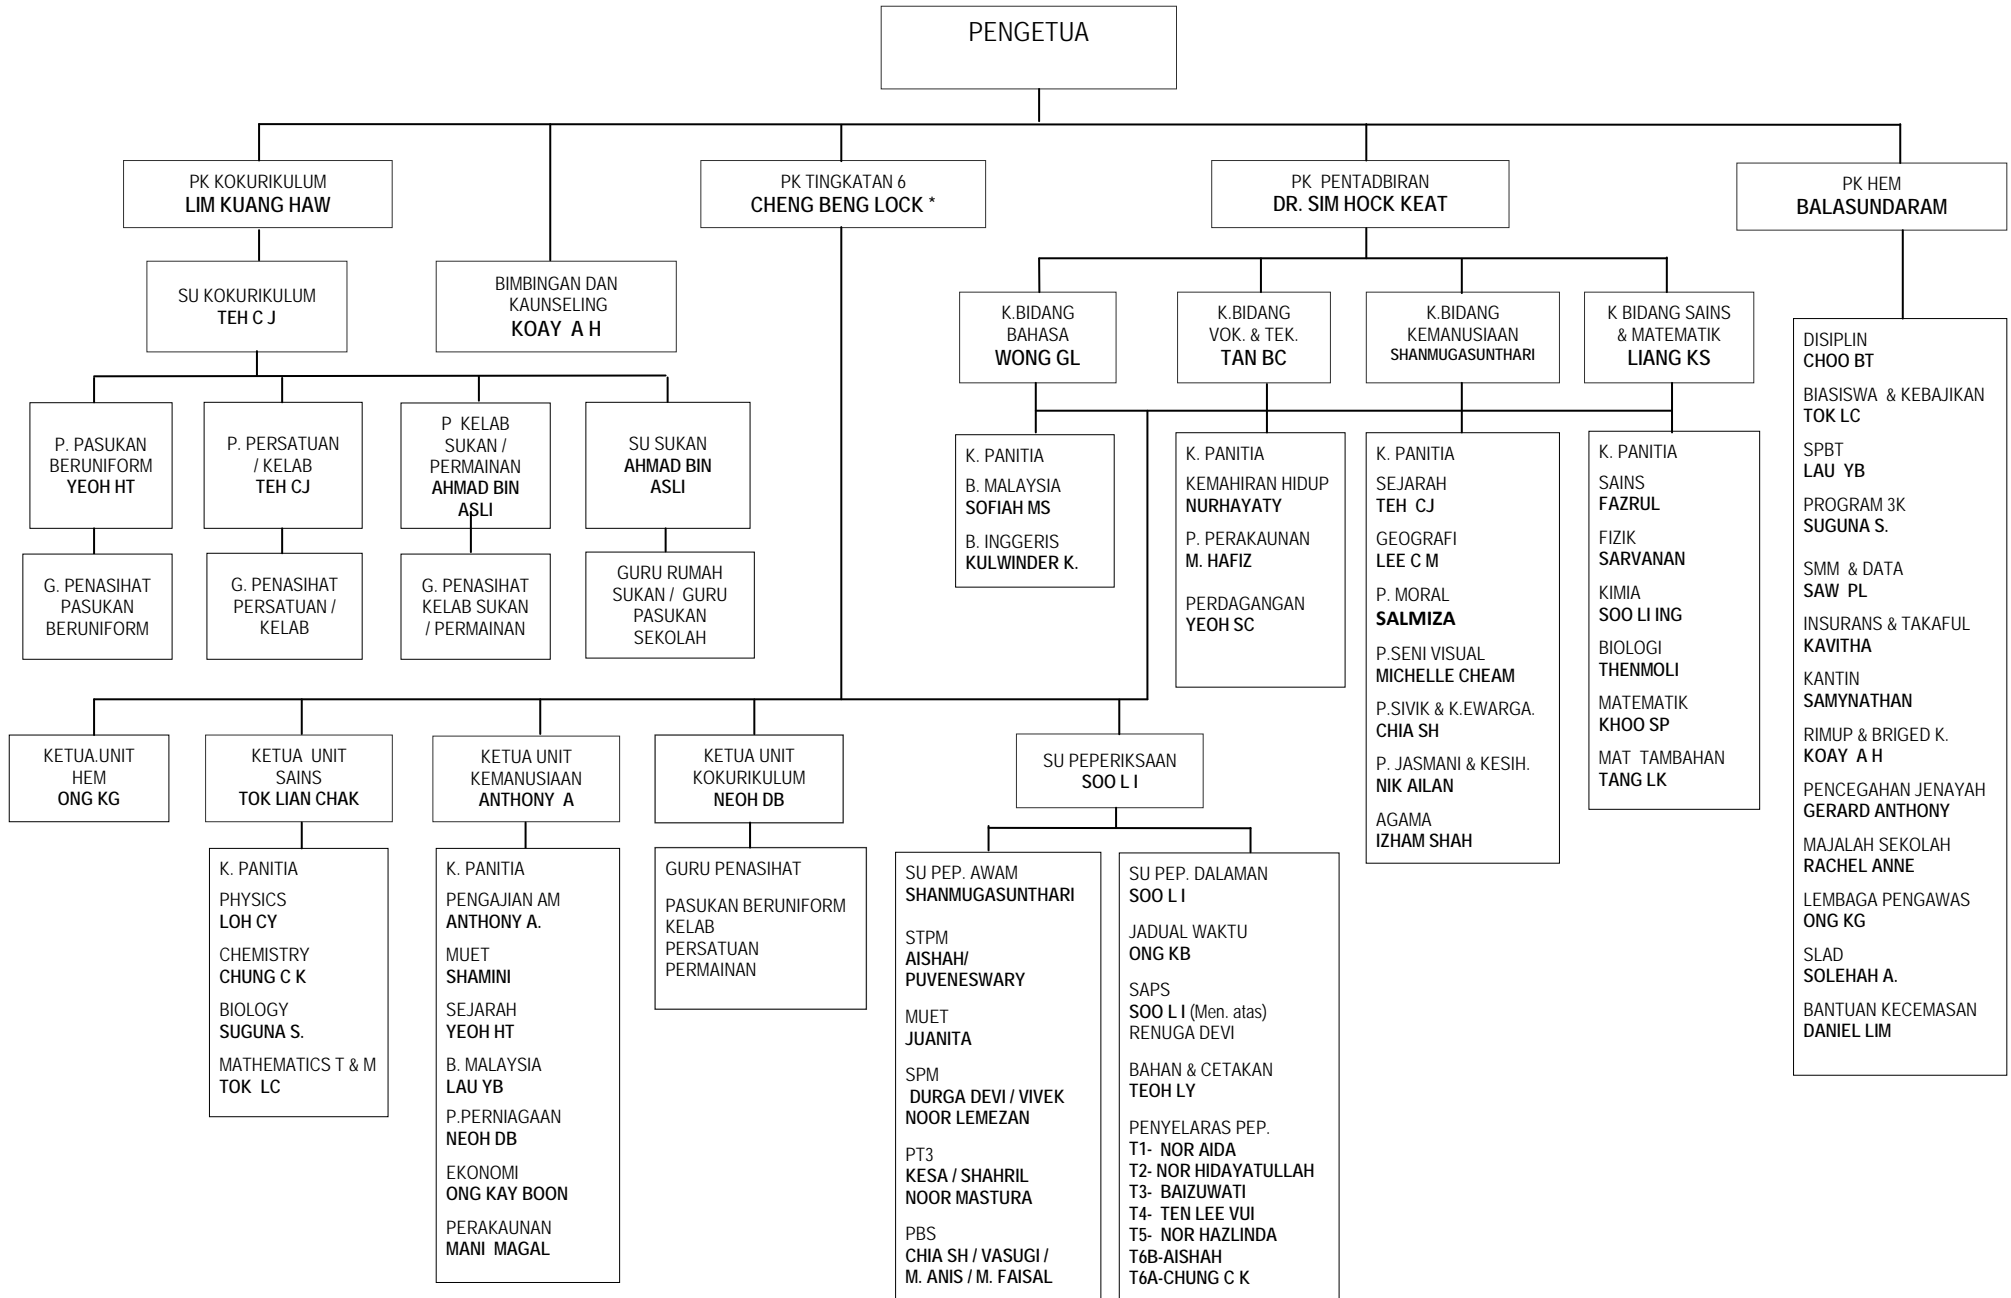 PENGETUA
PK KOKURIKULUM
LIM KUANG HAW
PK TINGKATAN 6
CHENG BENG LOCK *
PK PENTADBIRAN
DR. SIM HOCK KEAT
PK HEM
BALASUNDARAM
SU KOKURIKULUM
TEH C J
BIMBINGAN DAN
KAUNSELING
KOAY A H
K.BIDANG
BAHASA
WONG GL
K.BIDANG
VOK. & TEK.
TAN BC
K.BIDANG
KEMANUSIAAN
SHANMUGASUNTHARI
K BIDANG SAINS
& MATEMATIK
LIANG KS
P. PASUKAN
BERUNIFORM
YEOH HT
P. PERSATUAN
/ KELAB
TEH CJ
P KELAB
SUKAN /
PERMAINAN
AHMAD BIN
ASLI
SU SUKAN
AHMAD BIN
ASLI
G. PENASIHAT
PASUKAN
BERUNIFORM
G. PENASIHAT
PERSATUAN /
KELAB
G. PENASIHAT
KELAB SUKAN
/ PERMAINAN
GURU RUMAH
SUKAN / GURU
PASUKAN
SEKOLAH
K. PANITIA
B. MALAYSIA
SOFIAH MS
B. INGGERIS
KULWINDER K.
K. PANITIA
KEMAHIRAN HIDUP
NURHAYATY
P. PERAKAUNAN
M. HAFIZ
PERDAGANGAN
YEOH SC
K. PANITIA
SEJARAH
TEH CJ
GEOGRAFI
LEE C M
P. MORAL
SALMIZA
P.SENI VISUAL
MICHELLE CHEAM
P.SIVIK & K.EWARGA.
CHIA SH
P. JASMANI & KESIH.
NIK AILAN
AGAMA
IZHAM SHAH
K. PANITIA
SAINS
FAZRUL
FIZIK
SARVANAN
KIMIA
SOO LI ING
BIOLOGI
THENMOLI
MATEMATIK
KHOO SP
MAT TAMBAHAN
TANG LK
DISIPLIN
CHOO BT
BIASISWA & KEBAJIKAN
TOK LC
SPBT
LAU YB
PROGRAM 3K
SUGUNA S.
SMM & DATA
SAW PL
INSURANS & TAKAFUL
KAVITHA
KANTIN
SAMYNATHAN
RIMUP & BRIGED K.
KOAY A H
PENCEGAHAN JENAYAH
GERARD ANTHONY
MAJALAH SEKOLAH
RACHEL ANNE
LEMBAGA PENGAWAS
ONG KG
SLAD
SOLEHAH A.
BANTUAN KECEMASAN
DANIEL LIM
KETUA.UNIT
HEM
ONG KG
KETUA UNIT
SAINS
TOK LIAN CHAK
KETUA UNIT
KEMANUSIAAN
ANTHONY A
KETUA UNIT
KOKURIKULUM
NEOH DB
SU PEPERIKSAAN
SOO L I
K. PANITIA
PHYSICS
LOH CY
CHEMISTRY
CHUNG C K
BIOLOGY
SUGUNA S.
MATHEMATICS T & M
TOK LC
K. PANITIA
PENGAJIAN AM
ANTHONY A.
MUET
SHAMINI
SEJARAH
YEOH HT
B. MALAYSIA
LAU YB
P.PERNIAGAAN
NEOH DB
EKONOMI
ONG KAY BOON
PERAKAUNAN
MANI MAGAL
GURU PENASIHAT
PASUKAN BERUNIFORM
KELAB
PERSATUAN
PERMAINAN
SU PEP. AWAM
SHANMUGASUNTHARI
STPM
AISHAH/
PUVENESWARY
MUET
JUANITA
SPM
DURGA DEVI / VIVEK
NOOR LEMEZAN
PT3
KESA / SHAHRIL
NOOR MASTURA
PBS
CHIA SH / VASUGI /
M. ANIS / M. FAISAL
SU PEP. DALAMAN
SOO L I
JADUAL WAKTU
ONG KB
SAPS
SOO L I (Men. atas)
RENUGA DEVI
BAHAN & CETAKAN
TEOH LY
PENYELARAS PEP.
T1- NOR AIDA
T2- NOR HIDAYATULLAH
T3- BAIZUWATI
T4- TEN LEE VUI
T5- NOR HAZLINDA
T6B-AISHAH
T6A-CHUNG C K